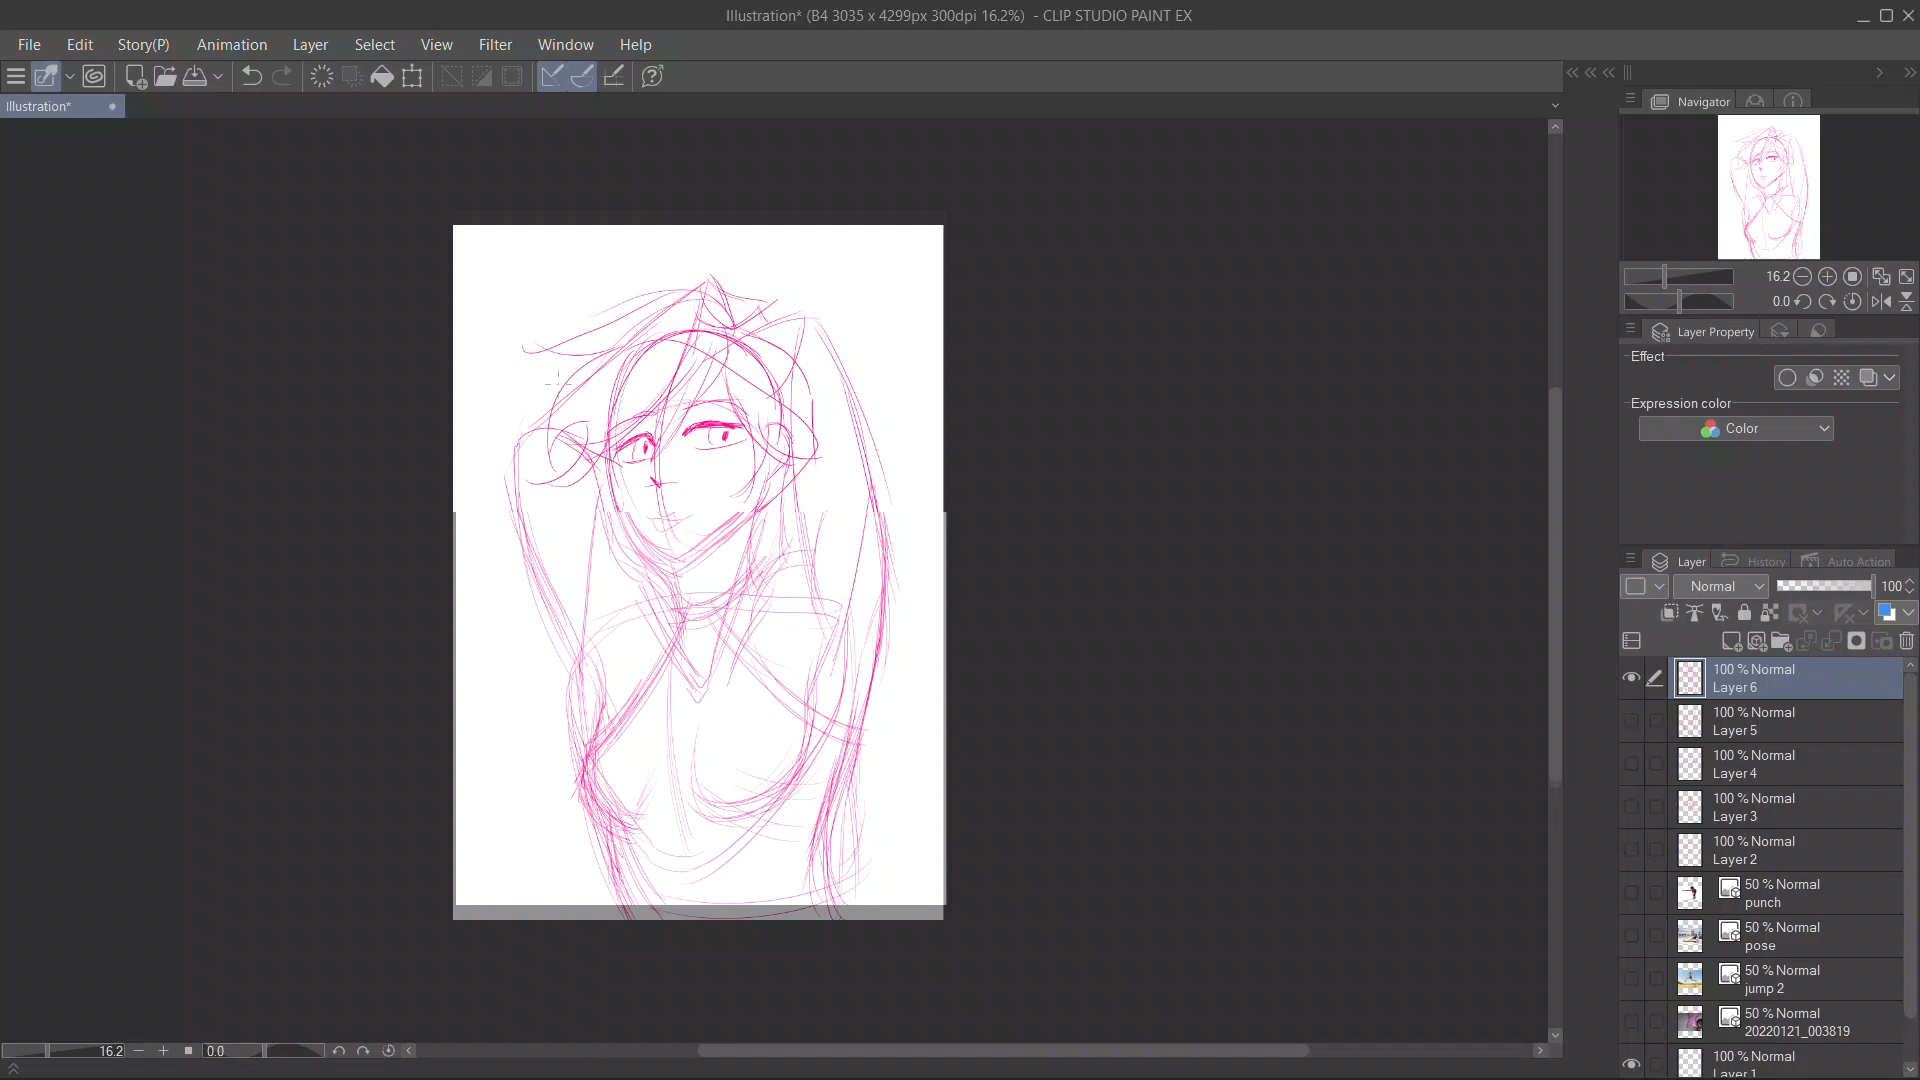 Illustration* (B4 3035 x 4299px 300dpi 16.2%)  - CLIP STUDIO PAINT EX
File Edit Story(P) Animation Layer Select View Filter Window Help
Illustration*
Navigator
16.2
0.0
Layer Property
Effect
Expression color
Color
Layer History Auto Action
Normal 100
100 % Normal
Layer 6
100 % Normal
Layer 5
100 % Normal
Layer 4
100 % Normal
Layer 3
100 % Normal
Layer 2
50 % Normal
punch
50 % Normal
pose
50 % Normal
jump 2
50 % Normal
20220121_003819
100 % Normal
Layer 1
16.2 0.0